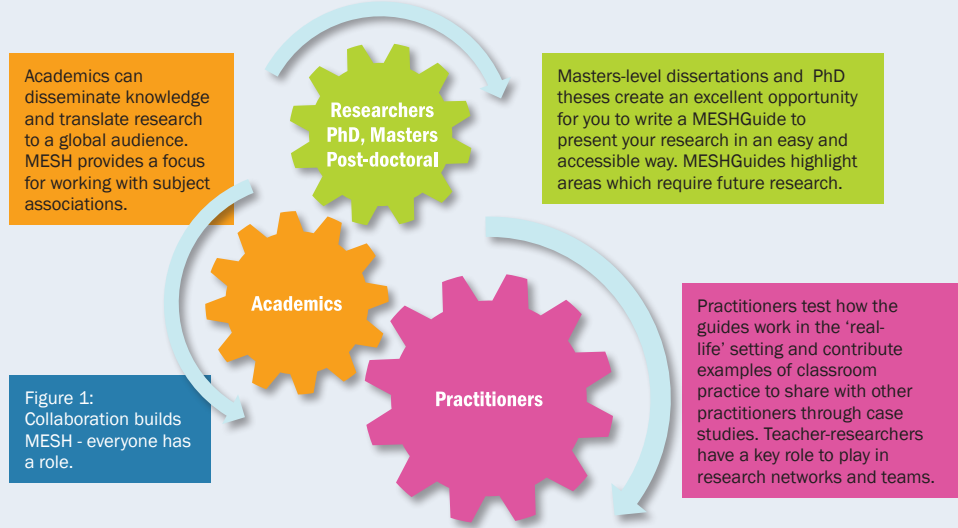 Academics can
disseminate knowledge
and translate research
to a global audience.
MESH provides a focus
for working with subject
associations.
Researchers
PhD, Masters
Post-doctoral
Masters-level dissertations and PhD
theses create an excellent opportunity
for you to write a MESHGuide to
present your research in an easy and
accessible way. MESHGuides highlight
areas which require future research.
Academics
Practitioners
Practitioners test how the
guides work in the ‘real-
life’ setting and contribute
examples of classroom
practice to share with other
practitioners through case
studies. Teacher-researchers
have a key role to play in
research networks and teams.
Figure 1:
Collaboration builds
MESH - everyone has
a role.